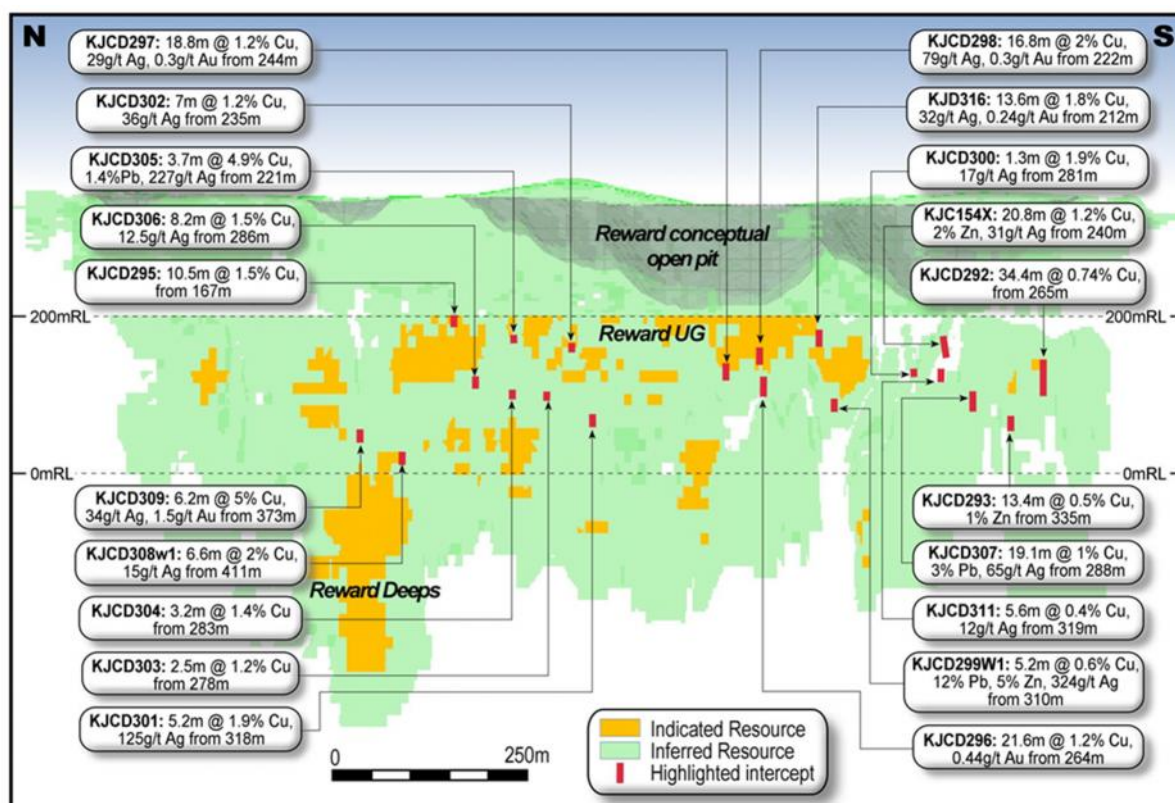 N
S
KJCD297: 18.8m @ 1.2% Cu,
29g/t Ag, 0.3g/t Au from 244m
KJCD302: 7m @ 1.2% Cu,
36g/t Ag from 235m
KJCD305: 3.7m @ 4.9% Cu,
1.4%Pb, 227g/t Ag from 221m
KJCD306: 8.2m @ 1.5% Cu,
12.5g/t Ag from 286m
KJCD295: 10.5m @ 1.5% Cu,
from 167m
KJCD298: 16.8m @ 2% Cu,
79g/t Ag, 0.3g/t Au from 222m
KJD316: 13.6m @ 1.8% Cu,
32g/t Ag, 0.24g/t Au from 212m
KJCD300: 1.3m @ 1.9% Cu,
17g/t Ag from 281m
KJC154X: 20.8m @ 1.2% Cu,
2% Zn, 31g/t Ag from 240m
KJCD292: 34.4m @ 0.74% Cu,
from 265m
Reward conceptual
open pit
200mRL
Reward UG
200mRL
0mRL
0mRL
Reward Deeps
KJCD309: 6.2m @ 5% Cu,
34g/t Ag, 1.5g/t Au from 373m
KJCD308w1: 6.6m @ 2% Cu,
15g/t Ag from 411m
KJCD304: 3.2m @ 1.4% Cu
from 283m
KJCD303: 2.5m @ 1.2% Cu
from 278m
KJCD301: 5.2m @ 1.9% Cu,
125g/t Ag from 318m
KJCD293: 13.4m @ 0.5% Cu,
1% Zn from 335m
KJCD307: 19.1m @ 1% Cu,
3% Pb, 65g/t Ag from 288m
KJCD311: 5.6m @ 0.4% Cu,
12g/t Ag from 319m
KJCD299W1: 5.2m @ 0.6% Cu,
12% Pb, 5% Zn, 324g/t Ag
from 310m
KJCD296: 21.6m @ 1.2% Cu,
0.44g/t Au from 264m
0 250m
Indicated Resource
Inferred Resource
Highlighted intercept